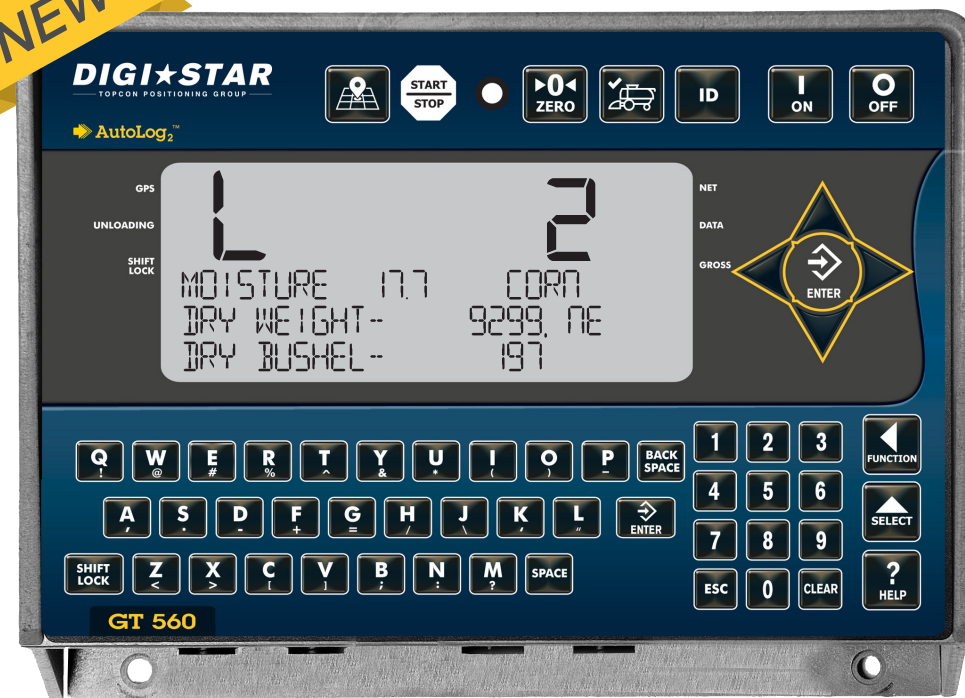 NEW
DIGI★STAR
TOPCON POSITIONING GROUP
AutoLog2™
START
STOP
0
ZERO
ID
I
ON
O
OFF
GPS
UNLOADING
SHIFT
LOCK
L 2
MOISTURE 17.7 CORN
DRY WEIGHT- 9299, NE
DRY BUSHEL- 197
NET
DATA
GROSS
ENTER
Q W E R T Y U I O P BACK
! @ # % ^ & * ( ) _ SPACE
A S D F G H J K L ENTER
, . - + = / \ ' "
SHIFT
LOCK
Z X C V B N M SPACE
< > [ ] ; : ?
1 2 3
4 5 6
7 8 9
ESC 0 CLEAR
FUNCTION
SELECT
?
HELP
GT 560